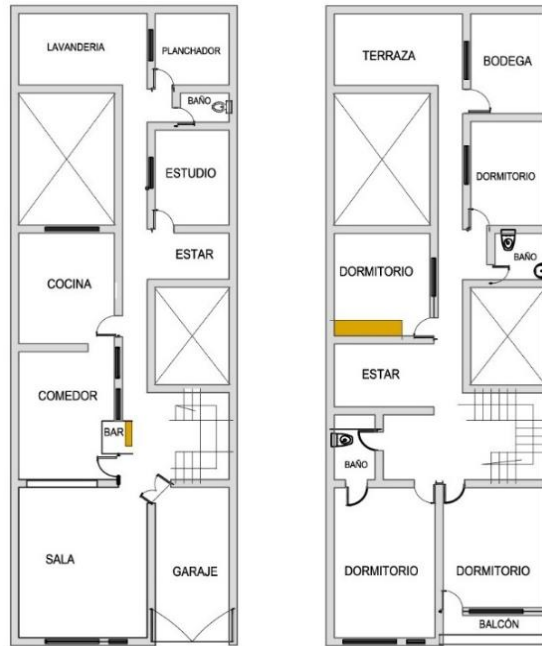 LAVANDERIA
PLANCHADOR
BAÑO
ESTUDIO
ESTAR
COCINA
COMEDOR
BAR
SALA
GARAJE
TERRAZA
BODEGA
DORMITORIO
BAÑO
DORMITORIO
ESTAR
BAÑO
DORMITORIO
DORMITORIO
BALCÓN